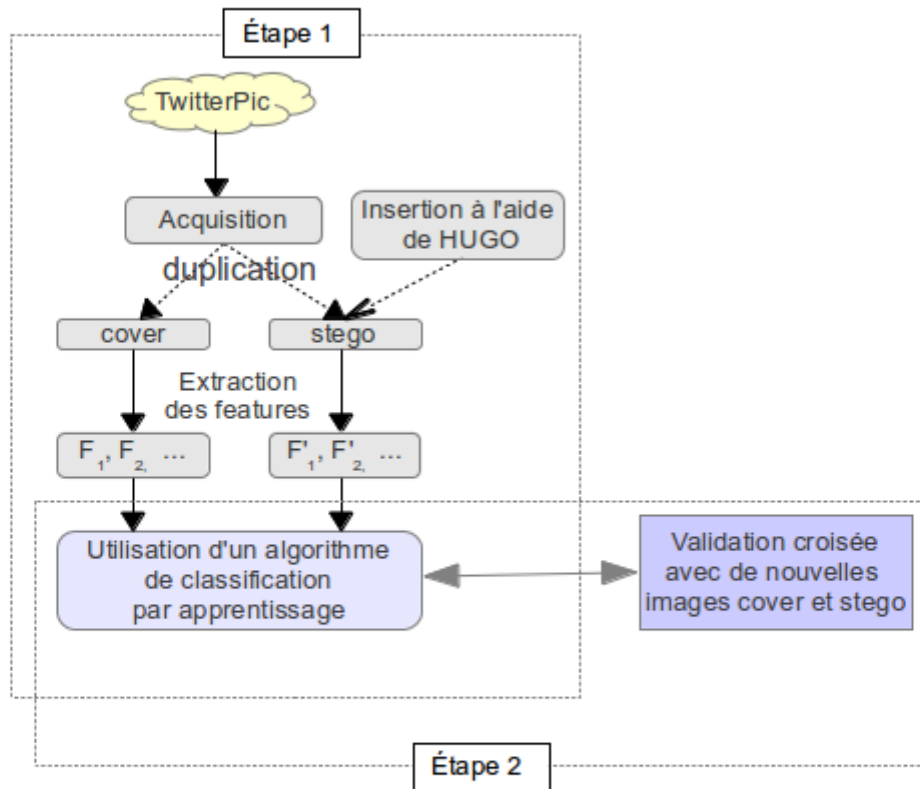 Étape 1
TwitterPic
Acquisition
Insertion à l'aide
de HUGO
duplication
cover
stego
Extraction
des features
F1, F2, ...
F'1, F'2, ...
Utilisation d'un algorithme
de classification
par apprentissage
Validation croisée
avec de nouvelles
images cover et stego
Étape 2